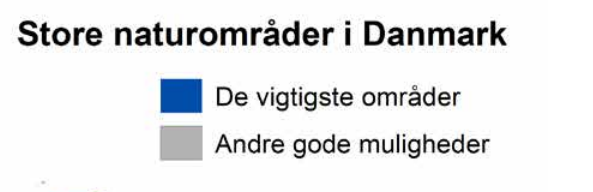 Store naturområder i Danmark
De vigtigste områder
Andre gode muligheder